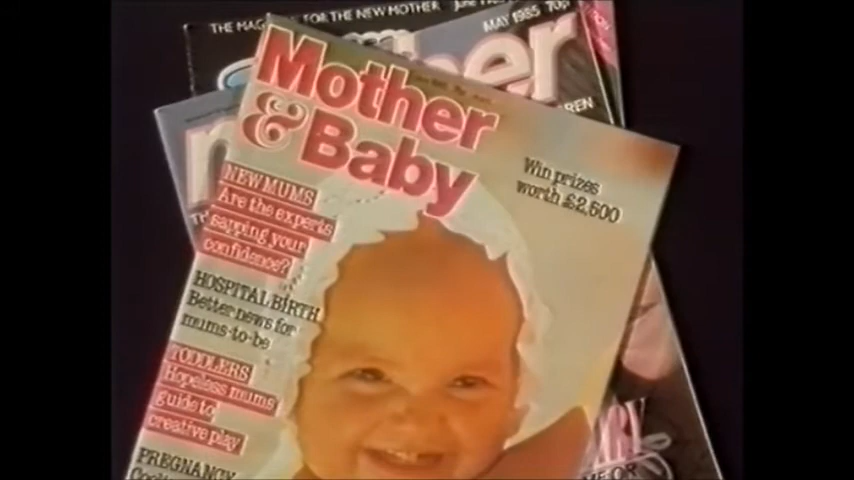 THE MAGAZINE FOR THE NEW MOTHER
MAY 1985 70p
Mother
& Baby
Win prizes
worth £2,500
NEW MUMS
Are the experts
sapping your
confidence?
HOSPITAL BIRTH
Better news for
mums-to-be
TODDLERS
Hopeless mums
guide to
creative play
PREGNANCY